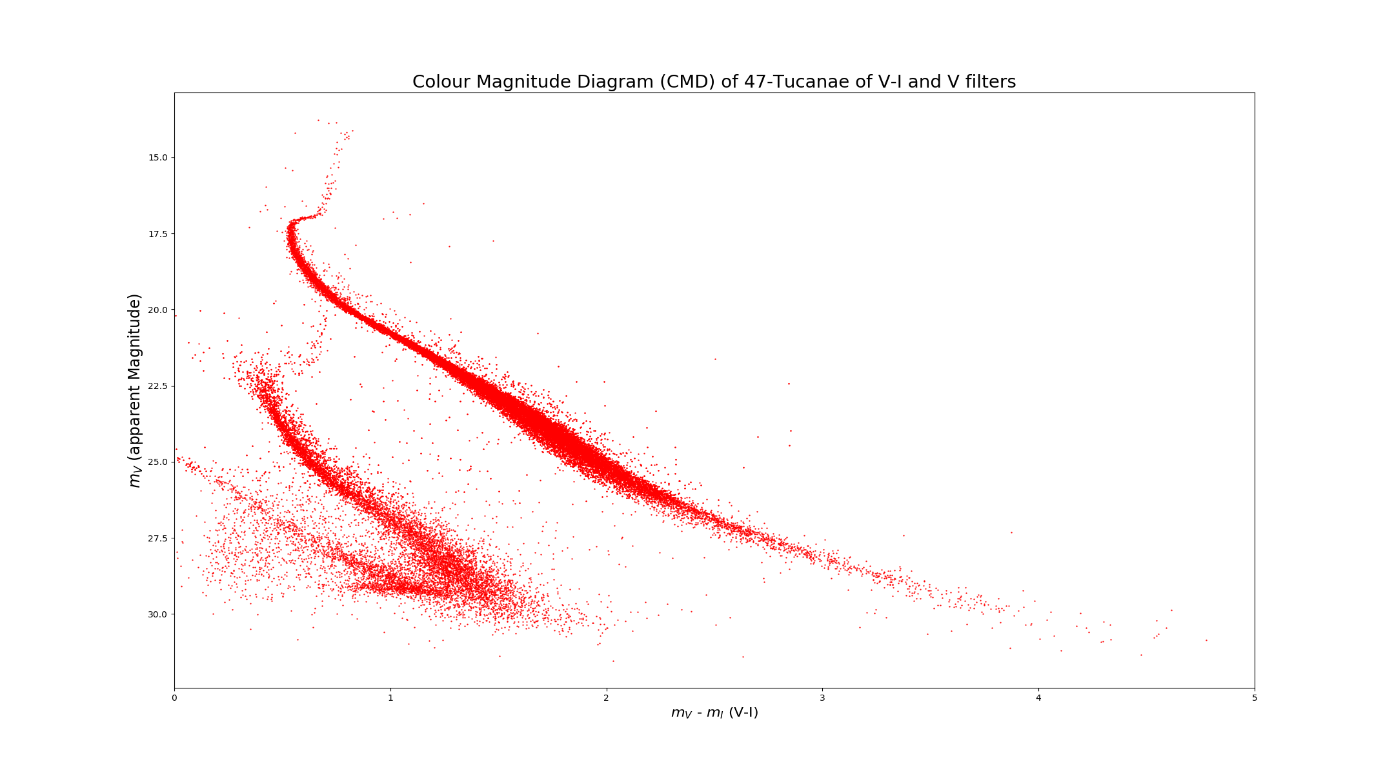 Colour Magnitude Diagram (CMD) of 47-Tucanae of V-I and V filters
m_V (apparent Magnitude)
15.0
17.5
20.0
22.5
25.0
27.5
30.0
0 1 2 3 4 5
m_V - m_I (V-I)